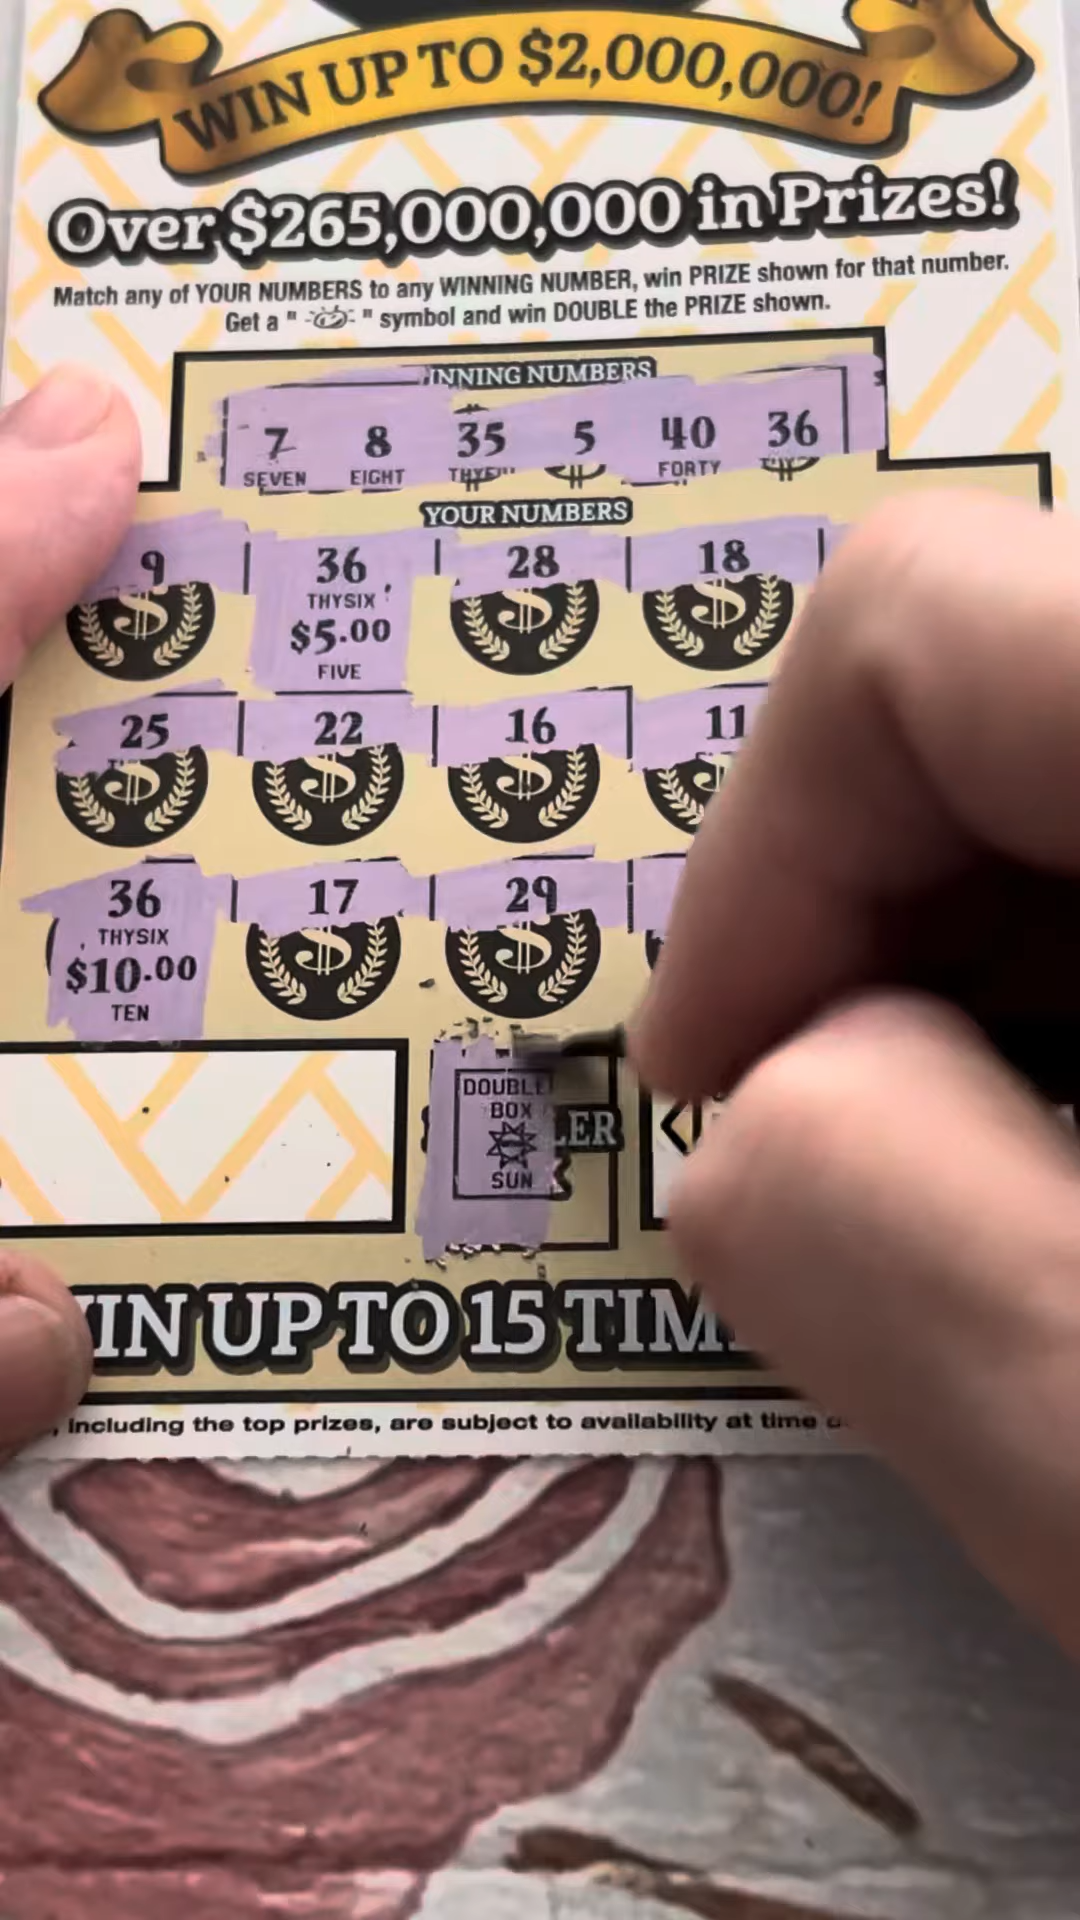 WIN UP TO $2,000,000!
Over $265,000,000 in Prizes!
Match any of YOUR NUMBERS to any WINNING NUMBER, win PRIZE shown for that number.
Get a " " symbol and win DOUBLE the PRIZE shown.
INNING NUMBERS
7 8 35 5 40 36
SEVEN EIGHT FORTY
YOUR NUMBERS
9 36 28 18
THYSIX
$5.00
FIVE
25 22 16 11
36 17 29
THYSIX
$10.00
TEN
DOUBLE
BOX
LER
SUN
IN UP TO 15 TIM
, including the top prizes, are subject to availability at time